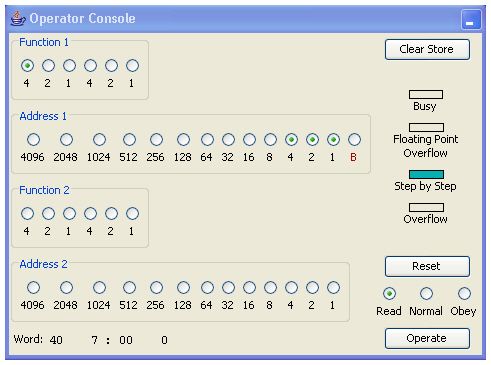 Operator Console
Function 1
4 2 1 4 2 1
Address 1
4096 2048 1024 512 256 128 64 32 16 8 4 2 1 B
Function 2
4 2 1 4 2 1
Address 2
4096 2048 1024 512 256 128 64 32 16 8 4 2 1
Word: 40 7 : 00 0
Clear Store
Busy
Floating Point
Overflow
Step by Step
Overflow
Reset
Read Normal Obey
Operate